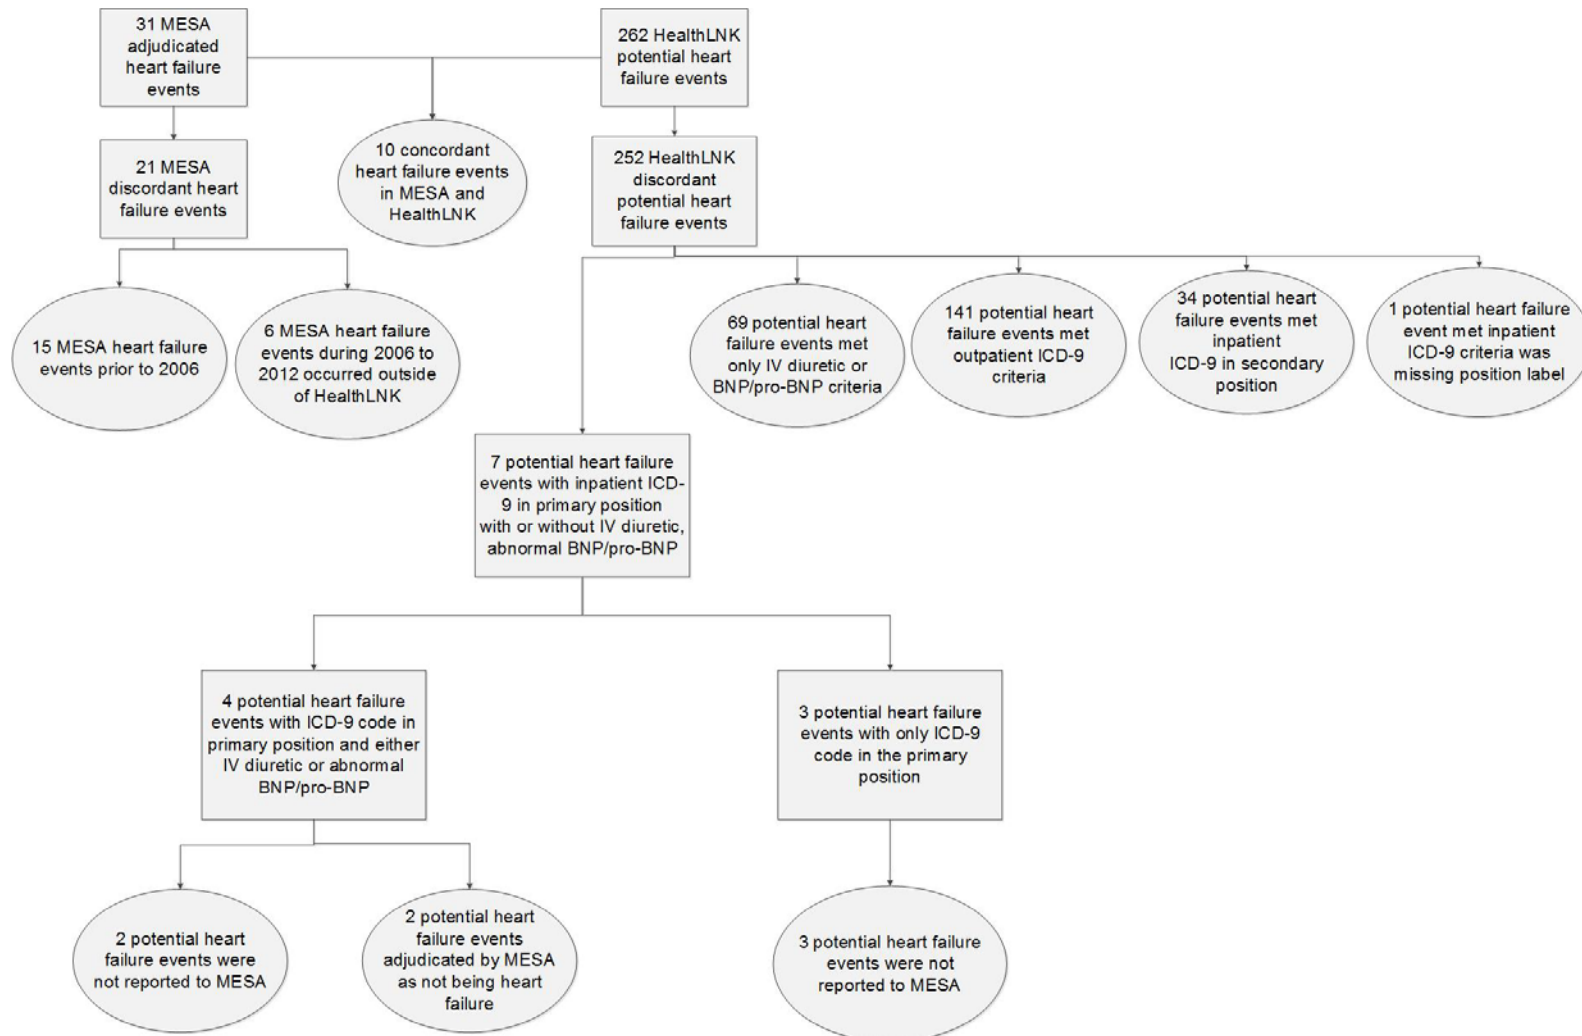 31 MESA
adjudicated
heart failure
events
262 HealthLNK
potential heart
failure events
21 MESA
discordant heart
failure events
10 concordant
heart failure events
in MESA and
HealthLNK
252 HealthLNK
discordant
potential heart
failure events
15 MESA heart failure
events prior to 2006
6 MESA heart failure
events during 2006 to
2012 occurred outside
of HealthLNK
69 potential heart
failure events met
only IV diuretic or
BNP/pro-BNP criteria
141 potential heart
failure events met
outpatient ICD-9
criteria
34 potential heart
failure events met
inpatient
ICD-9 in secondary
position
1 potential heart failure
event met inpatient
ICD-9 criteria was
missing position label
7 potential heart failure
events with inpatient ICD-
9 in primary position
with or without IV diuretic,
abnormal BNP/pro-BNP
4 potential heart failure
events with ICD-9 code in
primary position and either
IV diuretic or abnormal
BNP/pro-BNP
3 potential heart failure
events with only ICD-9
code in the primary
position
2 potential heart
failure events were
not reported to MESA
2 potential heart
failure events
adjudicated by MESA
as not being heart
failure
3 potential heart failure
events were not
reported to MESA